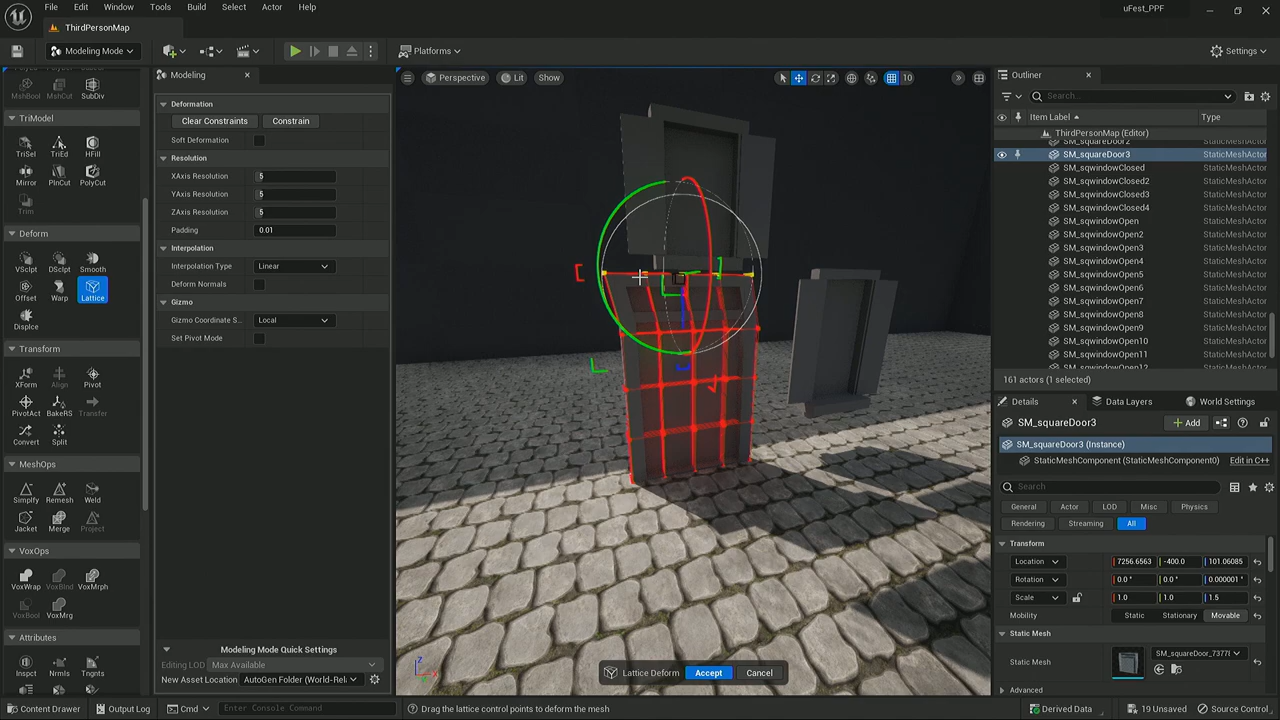 File Edit Window Tools Build Select Actor Help
uFest_PPF
ThirdPersonMap
Modeling Mode
Platforms
Settings
MshBool MshCut SubDiv
TriModel
TriSel TriEd HFill
Mirror PlnCut PolyCut
Trim
Deform
VSclpt DSclpt Smooth
Offset Warp Lattice
Displce
Transform
XForm Align Pivot
PivotAct BakeRS Transfer
Convert Split
MeshOps
Simplfy Remesh Weld
Jacket Merge Project
VoxOps
VoxWrap VoxBlnd VoxMrph
VoxBool VoxMrg
Attributes
Inspct Nrmls Tngnts
Modeling
Deformation
Clear Constraints Constrain
Soft Deformation
Resolution
XAxis Resolution 5
YAxis Resolution 5
ZAxis Resolution 5
Padding 0.01
Interpolation
Interpolation Type Linear
Deform Normals
Gizmo
Gizmo Coordinate S... Local
Set Pivot Mode
Modeling Mode Quick Settings
Editing LOD Max Available
New Asset Location AutoGen Folder (World-Rela
Perspective Lit Show
10
Z
X
Lattice Deform Accept Cancel
Outliner
Search...
Item Label Type
ThirdPersonMap (Editor)
SM_squareDoor2 StaticMeshActor
SM_squareDoor3 StaticMeshActor
SM_sqwindowClosed StaticMeshActor
SM_sqwindowClosed2 StaticMeshActor
SM_sqwindowClosed3 StaticMeshActor
SM_sqwindowClosed4 StaticMeshActor
SM_sqwindowOpen StaticMeshActor
SM_sqwindowOpen2 StaticMeshActor
SM_sqwindowOpen3 StaticMeshActor
SM_sqwindowOpen4 StaticMeshActor
SM_sqwindowOpen5 StaticMeshActor
SM_sqwindowOpen6 StaticMeshActor
SM_sqwindowOpen7 StaticMeshActor
SM_sqwindowOpen8 StaticMeshActor
SM_sqwindowOpen9 StaticMeshActor
SM_sqwindowOpen10 StaticMeshActor
SM_sqwindowOpen11 StaticMeshActor
SM_sqwindowOpen12 StaticMeshActor
161 actors (1 selected)
Details Data Layers World Settings
SM_squareDoor3 Add
SM_squareDoor3 (Instance)
StaticMeshComponent (StaticMeshComponent0) Edit in C++
Search
General Actor LOD Misc Physics
Rendering Streaming All
Transform
Location 7256.6563 -400.0 101.06085
Rotation 0.0 ° 0.0 ° 0.000001 °
Scale 1.0 1.0 1.5
Mobility Static Stationary Movable
Static Mesh
Static Mesh SM_squareDoor_7377
Advanced
Content Drawer Output Log Cmd Enter Console Command Drag the lattice control points to deform the mesh Derived Data 19 Unsaved Source Control